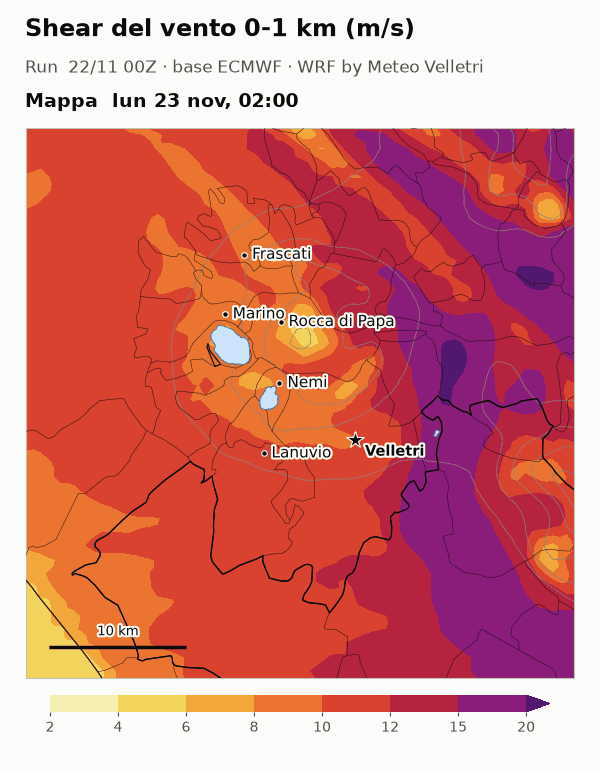 Shear del vento 0-1 km (m/s)
Run  22/11 00Z · base ECMWF · WRF by Meteo Velletri
Mappa  lun 23 nov, 02:00
Frascati
Marino
Rocca di Papa
Nemi
Velletri
Lanuvio
10 km
2 4 6 8 10 12 15 20